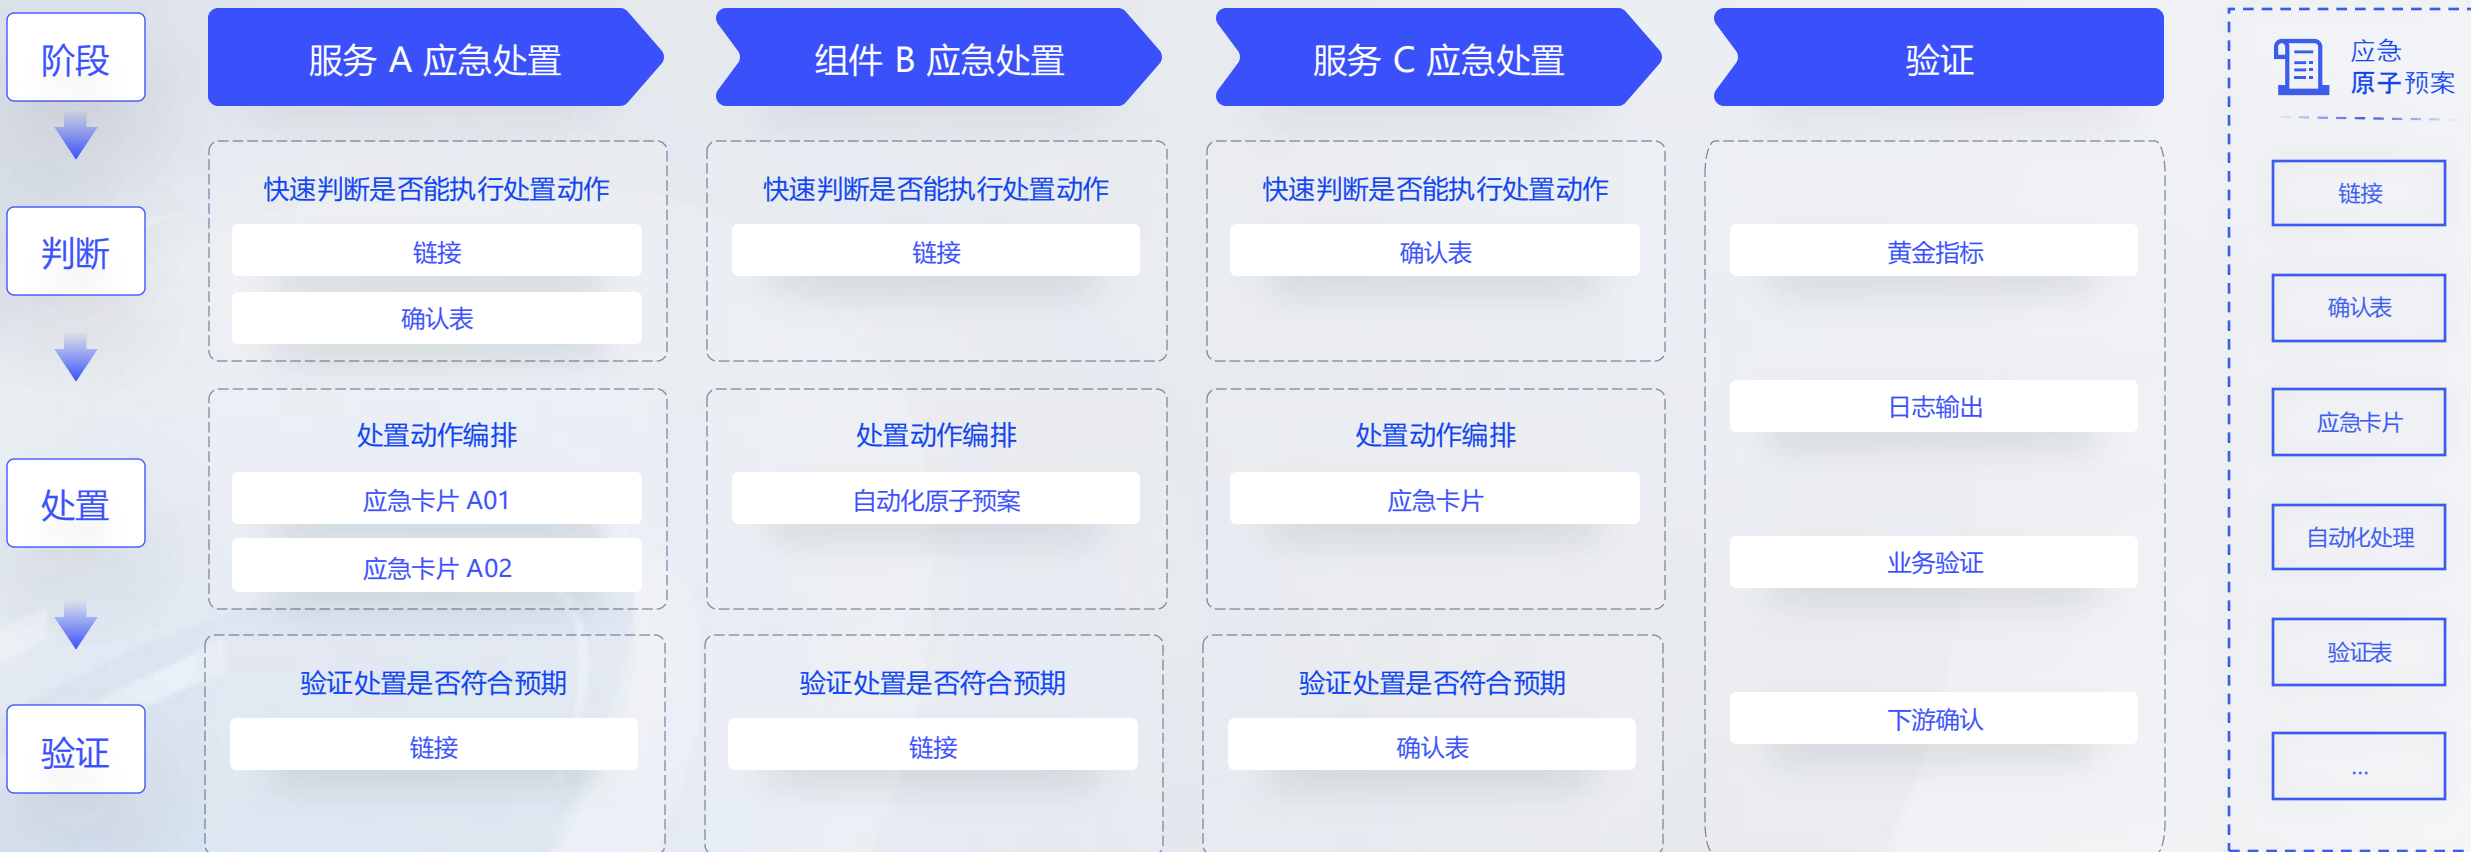 阶段
服务 A 应急处置
组件 B 应急处置
服务 C 应急处置
验证
应急
原子预案
判断
快速判断是否能执行处置动作
链接
确认表
快速判断是否能执行处置动作
链接
快速判断是否能执行处置动作
确认表
处置
处置动作编排
应急卡片 A01
应急卡片 A02
处置动作编排
自动化原子预案
处置动作编排
应急卡片
验证
验证处置是否符合预期
链接
验证处置是否符合预期
链接
验证处置是否符合预期
确认表
黄金指标
日志输出
业务验证
下游确认
链接
确认表
应急卡片
自动化处理
验证表
...